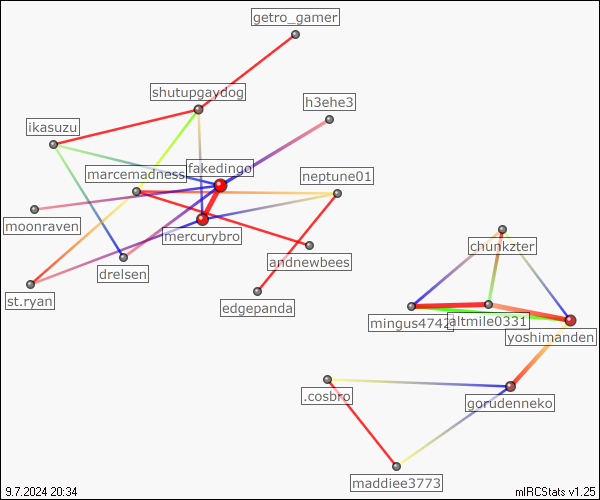 getro_gamer
shutupgaydog
h3ehe3
ikasuzu
fakedingo
marcemadness
neptune01
moonraven
mercurybro
chunkzter
andnewbees
drelsen
st.ryan
edgepanda
mingus4742
altmile0331
yoshimanden
.cosbro
gorudenneko
maddiee3773
9.7.2024 20:34
mIRCStats v1.25